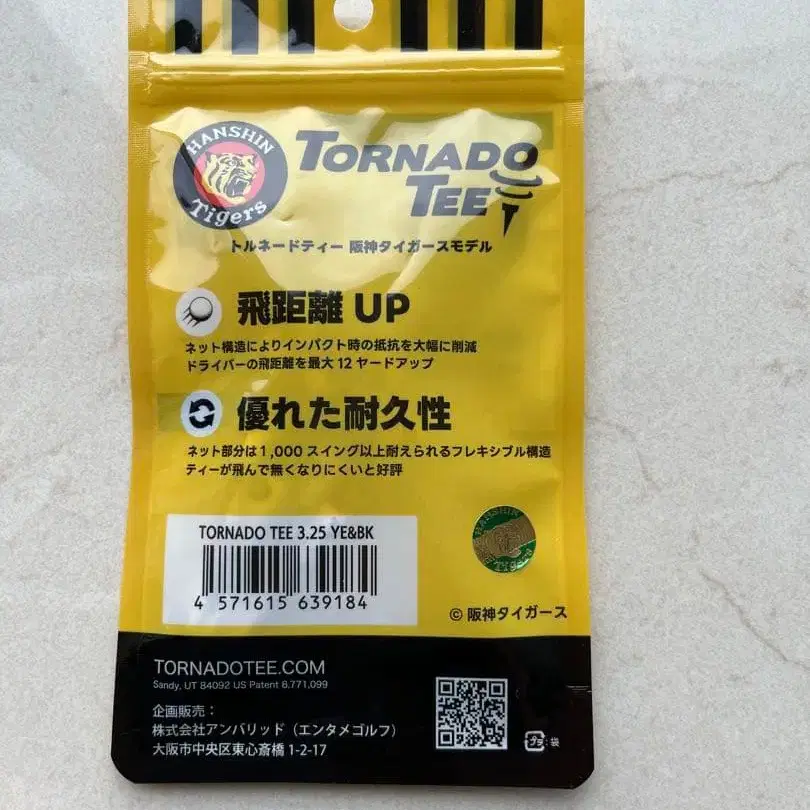 HANSHIN
Tigers
TORNADO
TEE
トルネードティー 阪神タイガースモデル
飛距離 UP
ネット構造によりインパクト時の抵抗を大幅に削減
ドライバーの飛距離を最大 12 ヤードアップ
優れた耐久性
ネット部分は1,000 スイング以上耐えられるフレキシブル構造
ティーが飛んで無くなりにくいと好評
TORNADO TEE 3.25 YE&BK
4 571615 639184
HANSHIN
TIGERS
© 阪神タイガース
TORNADOTEE.COM
Sandy, UT 84092 US Patent 6,771,099
企画販売：
株式会社アンバリッド（エンタメゴルフ）
大阪市中央区東心斎橋 1-2-17
プラ：袋